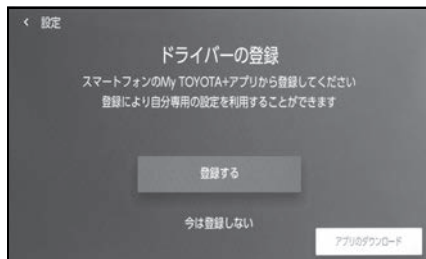 < 設定
ドライバーの登録
スマートフォンのMy TOYOTA+アプリから登録してください
登録により自分専用の設定を利用することができます
登録する
今は登録しない
アプリのダウンロード